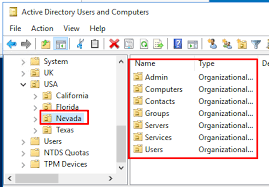 Active Directory Users and Computers
File Action View Help
System
UK
USA
California
Florida
Nevada
Texas
Users
NTDS Quotas
TPM Devices
Name Type
Admin Organizational...
Computers Organizational...
Contacts Organizational...
Groups Organizational...
Servers Organizational...
Services Organizational...
Users Organizational...